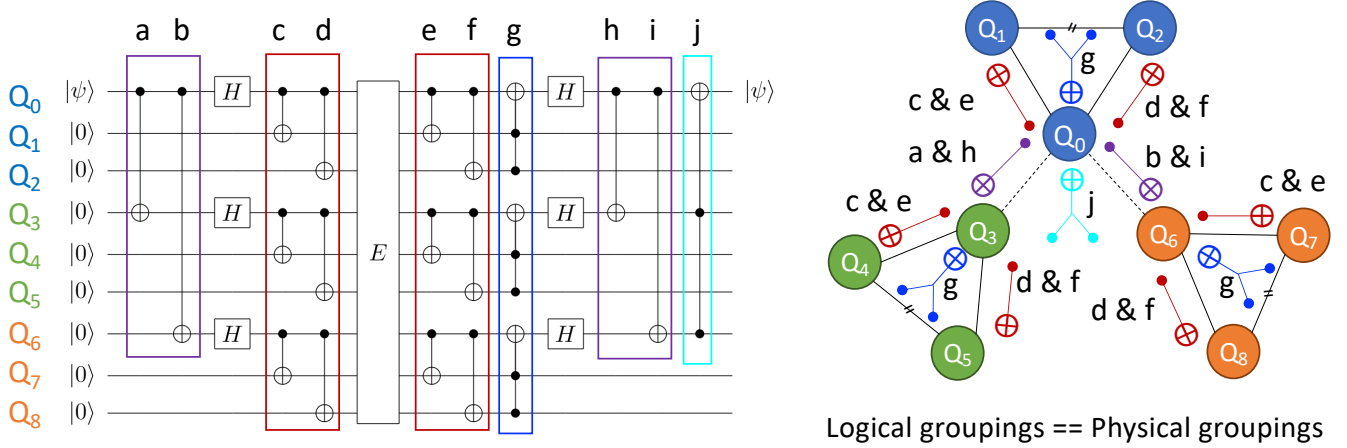 a b c d e f g h i j
Q0 |ψ⟩ |ψ⟩
H H
Q1 |0⟩
Q2 |0⟩
Q3 |0⟩ H H
Q4 |0⟩
E
Q5 |0⟩
Q6 |0⟩ H H
Q7 |0⟩
Q8 |0⟩
Q1 Q2
g
c & e d & f
Q0
a & h b & i
c & e j c & e
Q3 Q6 Q7
Q4
g d & f d & f g
Q5 Q8
Logical groupings == Physical groupings